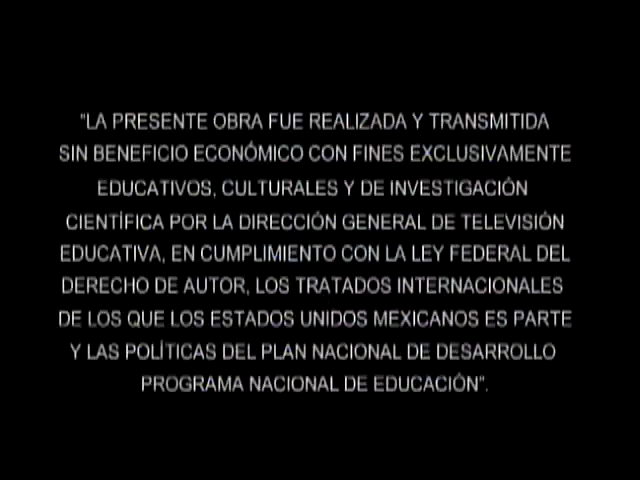 "LA PRESENTE OBRA FUE REALIZADA Y TRANSMITIDA
SIN BENEFICIO ECONÓMICO CON FINES EXCLUSIVAMENTE
EDUCATIVOS, CULTURALES Y DE INVESTIGACIÓN
CIENTÍFICA POR LA DIRECCIÓN GENERAL DE TELEVISIÓN
EDUCATIVA, EN CUMPLIMIENTO CON LA LEY FEDERAL DEL
DERECHO DE AUTOR, LOS TRATADOS INTERNACIONALES
DE LOS QUE LOS ESTADOS UNIDOS MEXICANOS ES PARTE
Y LAS POLÍTICAS DEL PLAN NACIONAL DE DESARROLLO
PROGRAMA NACIONAL DE EDUCACIÓN".